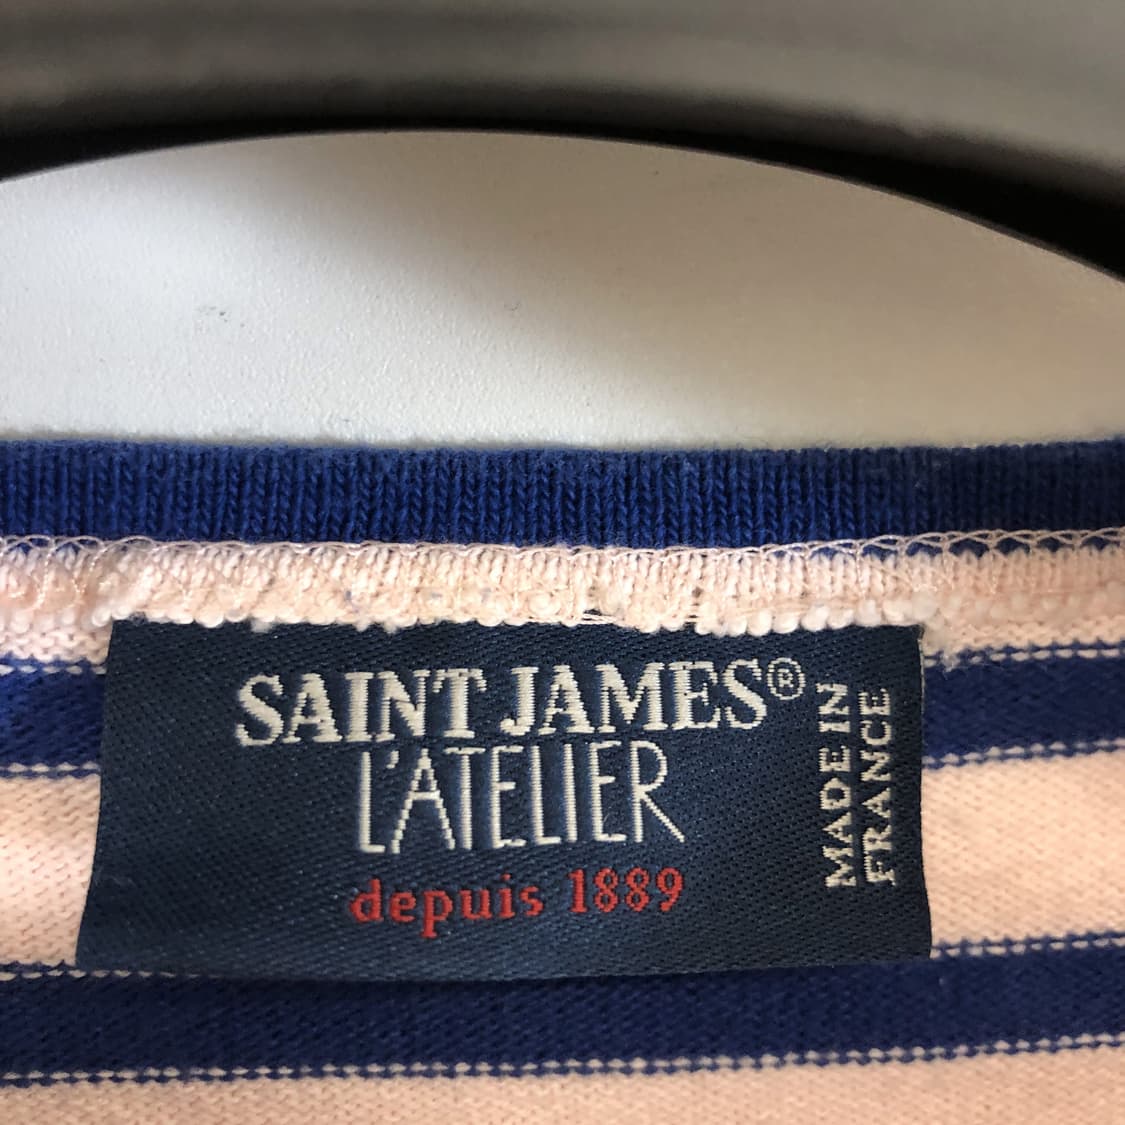 SAINT JAMES®
L'ATELIER
depuis 1889
MADE IN
FRANCE